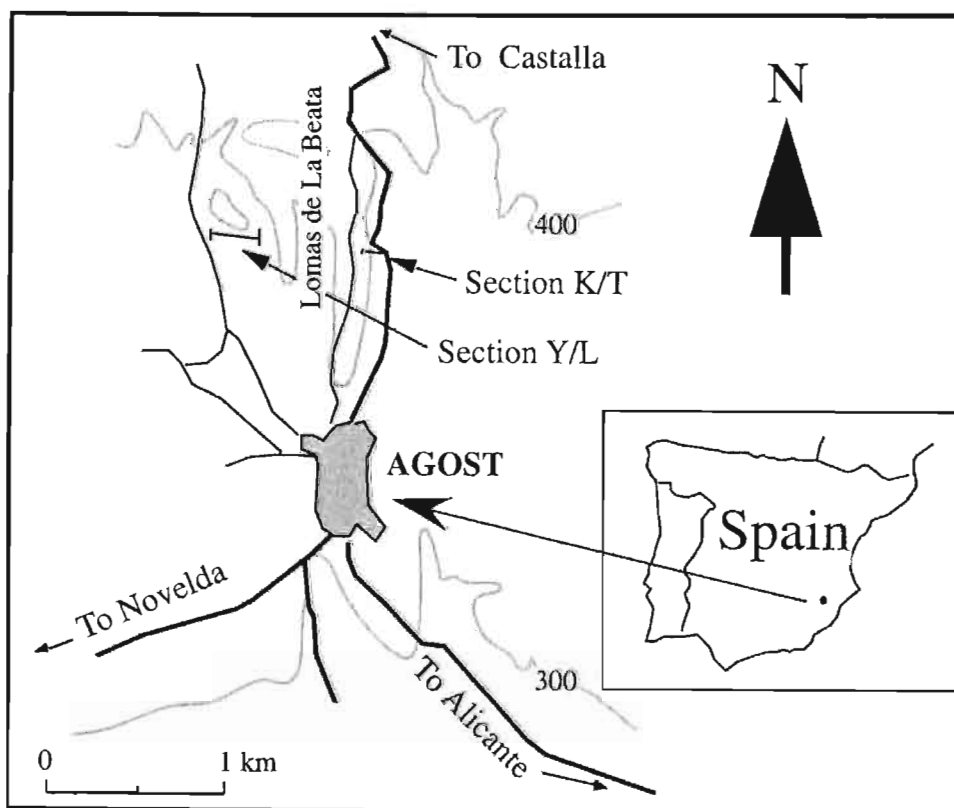 To Castalla
N
Lomas de La Beata
400
Section K/T
Section Y/L
AGOST
Spain
To Novelda
300
To Alicante
0 1 km